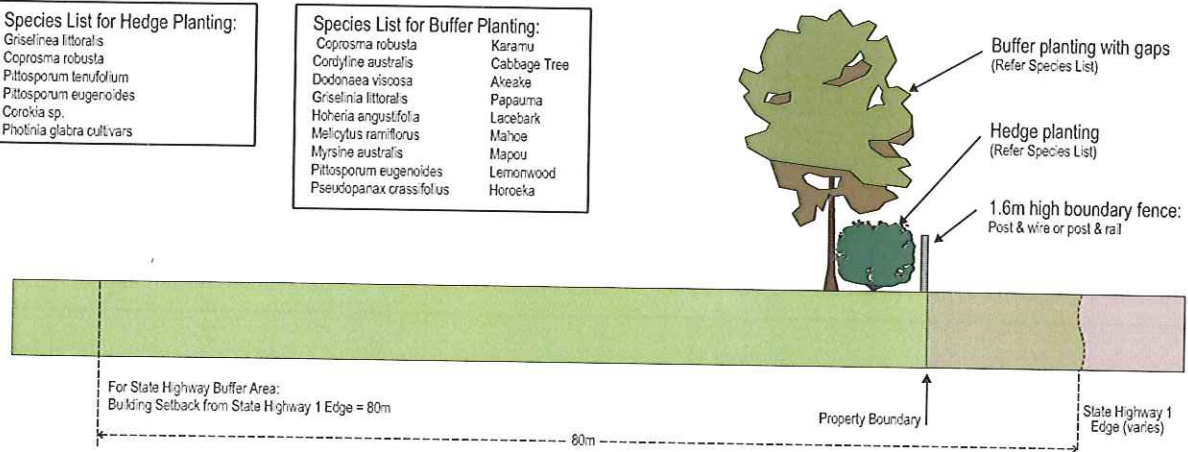 Species List for Hedge Planting:
Griselinea littoralis
Coprosma robusta
Pittosporum tenufolium
Pittosporum eugenoides
Corokia sp.
Photinia glabra cultivars
Species List for Buffer Planting:
Coprosma robusta Karamu
Cordyline australis Cabbage Tree
Dodonaea viscosa Akeake
Griselinia littoralis Papauma
Hoheria angustifolia Lacebark
Melicytus ramiflorus Mahoe
Myrsine australis Mapou
Pittosporum eugenoides Lemonwood
Pseudopanax crassifolius Horoeka
Buffer planting with gaps
(Refer Species List)
Hedge planting
(Refer Species List)
1.6m high boundary fence:
Post & wire or post & rail
For State Highway Buffer Area:
Building Setback from State Highway 1 Edge = 80m
Property Boundary
State Highway 1
Edge (varies)
80m